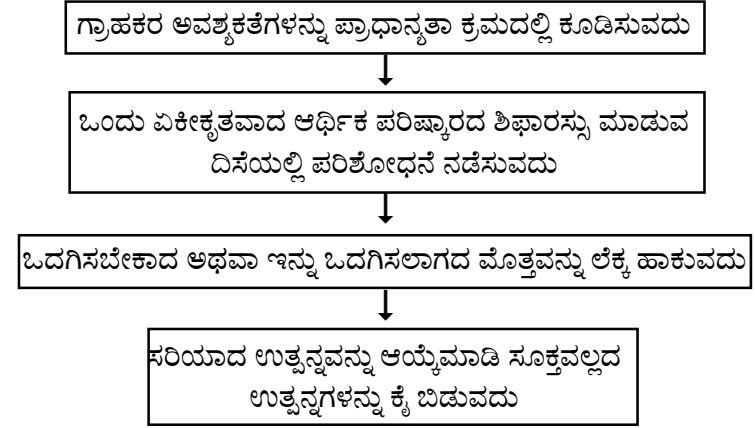 ಗ್ರಾಹಕರ ಅವಶ್ಯಕತೆಗಳನ್ನು ಪ್ರಾಧಾನ್ಯತಾ ಕ್ರಮದಲ್ಲಿ ಕೂಡಿಸುವದು
ಒಂದು ಏಕೀಕೃತವಾದ ಆರ್ಥಿಕ ಪರಿಷ್ಕಾರದ ಶಿಫಾರಸ್ಸು ಮಾಡುವ
ದಿಸೆಯಲ್ಲಿ ಪರಿಶೋಧನೆ ನಡೆಸುವದು
ಒದಗಿಸಬೇಕಾದ ಅಥವಾ ಇನ್ನು ಒದಗಿಸಲಾಗದ ಮೊತ್ತವನ್ನು ಲೆಕ್ಕ ಹಾಕುವದು
ಸರಿಯಾದ ಉತ್ಪನ್ನವನ್ನು ಆಯ್ಕೆಮಾಡಿ ಸೂಕ್ತವಲ್ಲದ
ಉತ್ಪನ್ನಗಳನ್ನು ಕೈ ಬಿಡುವದು